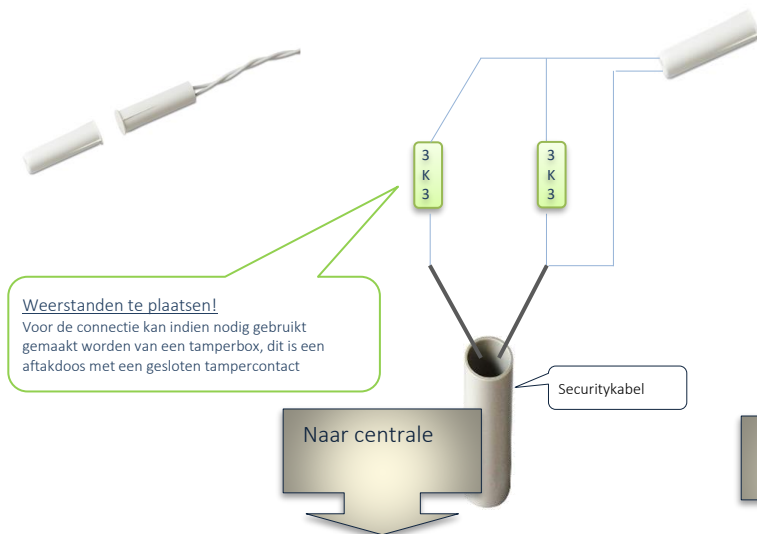 3
K
3
3
K
3
Weerstanden te plaatsen!
Voor de connectie kan indien nodig gebruikt
gemaakt worden van een tamperbox, dit is een
aftakdoos met een gesloten tampercontact
Securitykabel
Naar centrale